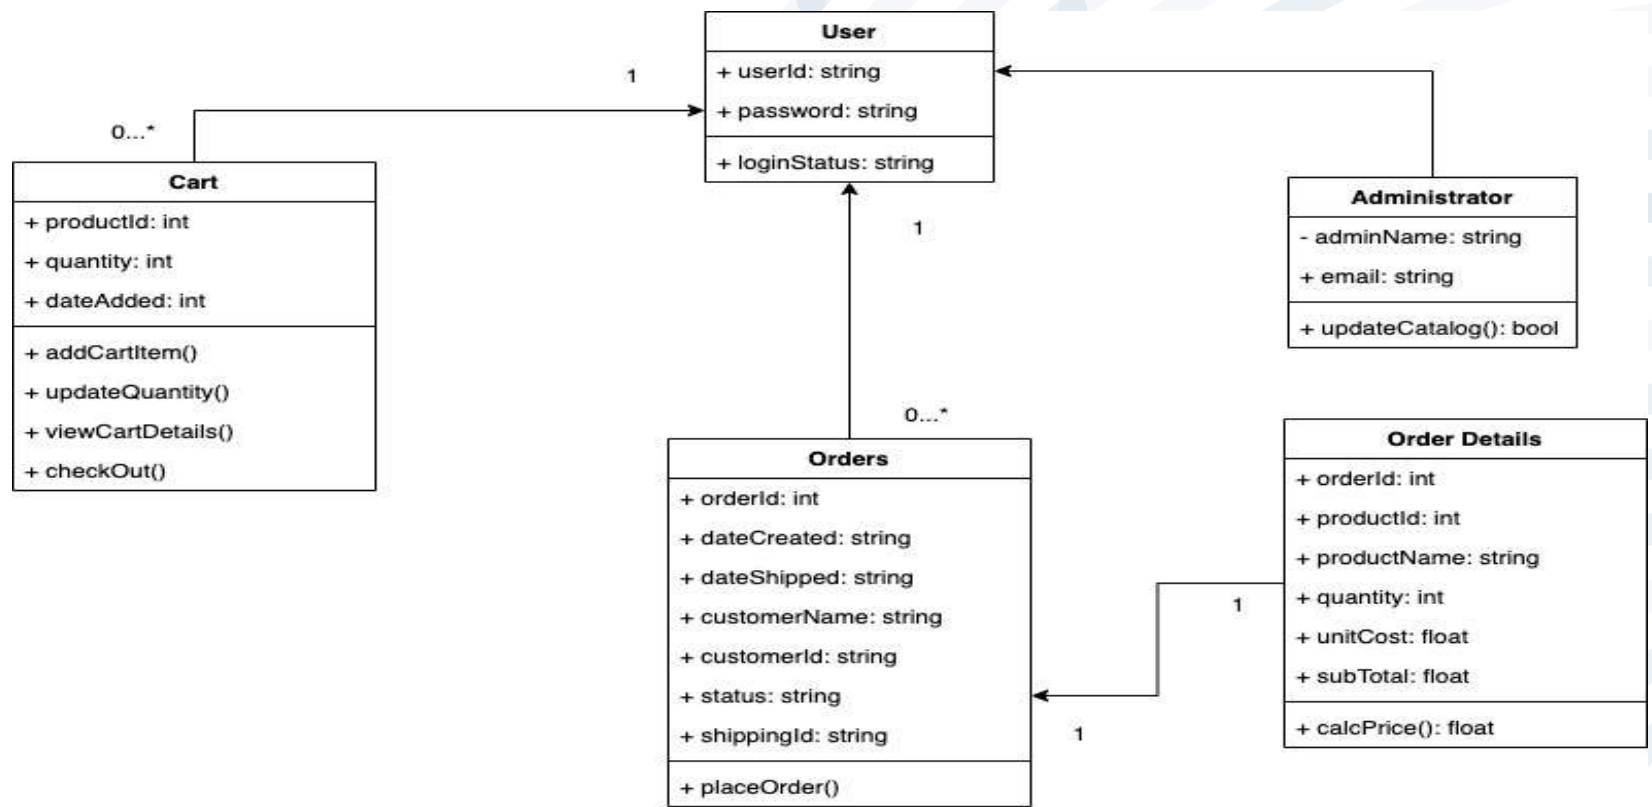 User
+ userId: string
+ password: string
+ loginStatus: string
1
0...*
Cart
+ productId: int
+ quantity: int
+ dateAdded: int
+ addCartItem()
+ updateQuantity()
+ viewCartDetails()
+ checkOut()
Administrator
- adminName: string
+ email: string
+ updateCatalog(): bool
1
0...*
Orders
+ orderId: int
+ dateCreated: string
+ dateShipped: string
+ customerName: string
+ customerId: string
+ status: string
+ shippingId: string
+ placeOrder()
1
1
Order Details
+ orderId: int
+ productId: int
+ productName: string
+ quantity: int
+ unitCost: float
+ subTotal: float
+ calcPrice(): float